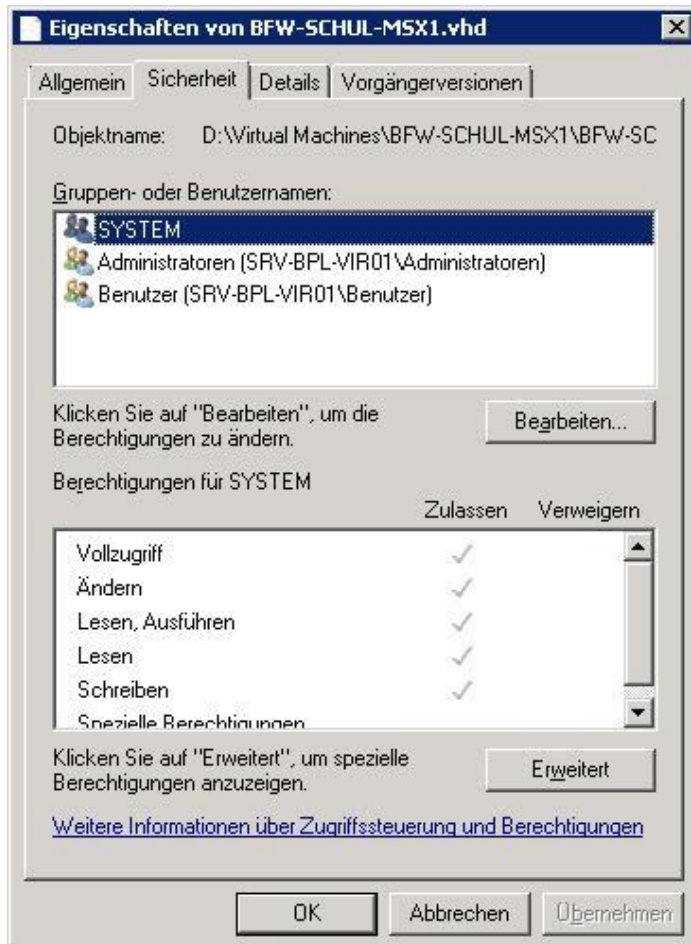 Eigenschaften von BFW-SCHUL-MSX1.vhd
Allgemein Sicherheit Details Vorgängerversionen
Objektname: D:\Virtual Machines\BFW-SCHUL-MSX1\BFW-SC
Gruppen- oder Benutzernamen:
SYSTEM
Administratoren (SRV-BPL-VIR01\Administratoren)
Benutzer (SRV-BPL-VIR01\Benutzer)
Klicken Sie auf "Bearbeiten", um die
Berechtigungen zu ändern.
Bearbeiten...
Berechtigungen für SYSTEM
Zulassen Verweigern
Vollzugriff
Ändern
Lesen, Ausführen
Lesen
Schreiben
Spezielle Berechtigungen
Klicken Sie auf "Erweitert", um spezielle
Berechtigungen anzuzeigen.
Erweitert
Weitere Informationen über Zugriffssteuerung und Berechtigungen
OK Abbrechen Übernehmen